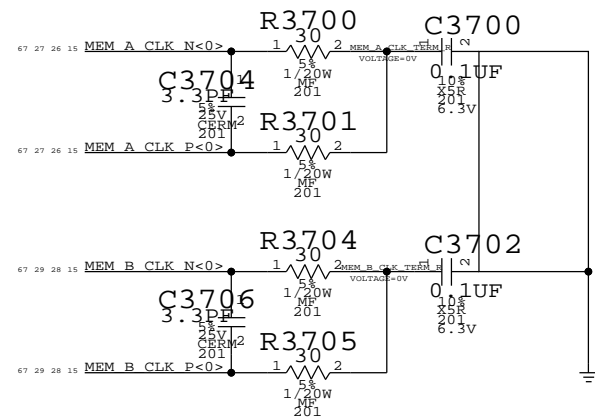 R3700
30
1 2
5%
1/20W
MF
201
MEM_A_CLK_TERM_R
VOLTAGE=0V
C3700
1 2
0.1UF
10%
X5R
201
6.3V
67 27 26 15 MEM_A_CLK_N<0>
C3704
3.3PF
1
5%
25V
CERM
2
201
R3701
30
67 27 26 15 MEM_A_CLK_P<0>
1 2
5%
1/20W
MF
201
R3704
30
1 2
5%
1/20W
MF
201
MEM_B_CLK_TERM_R
VOLTAGE=0V
C3702
1 2
0.1UF
10%
X5R
201
6.3V
67 29 28 15 MEM_B_CLK_N<0>
C3706
3.3PF
1
5%
25V
CERM
2
201
R3705
30
67 29 28 15 MEM_B_CLK_P<0>
1 2
5%
1/20W
MF
201